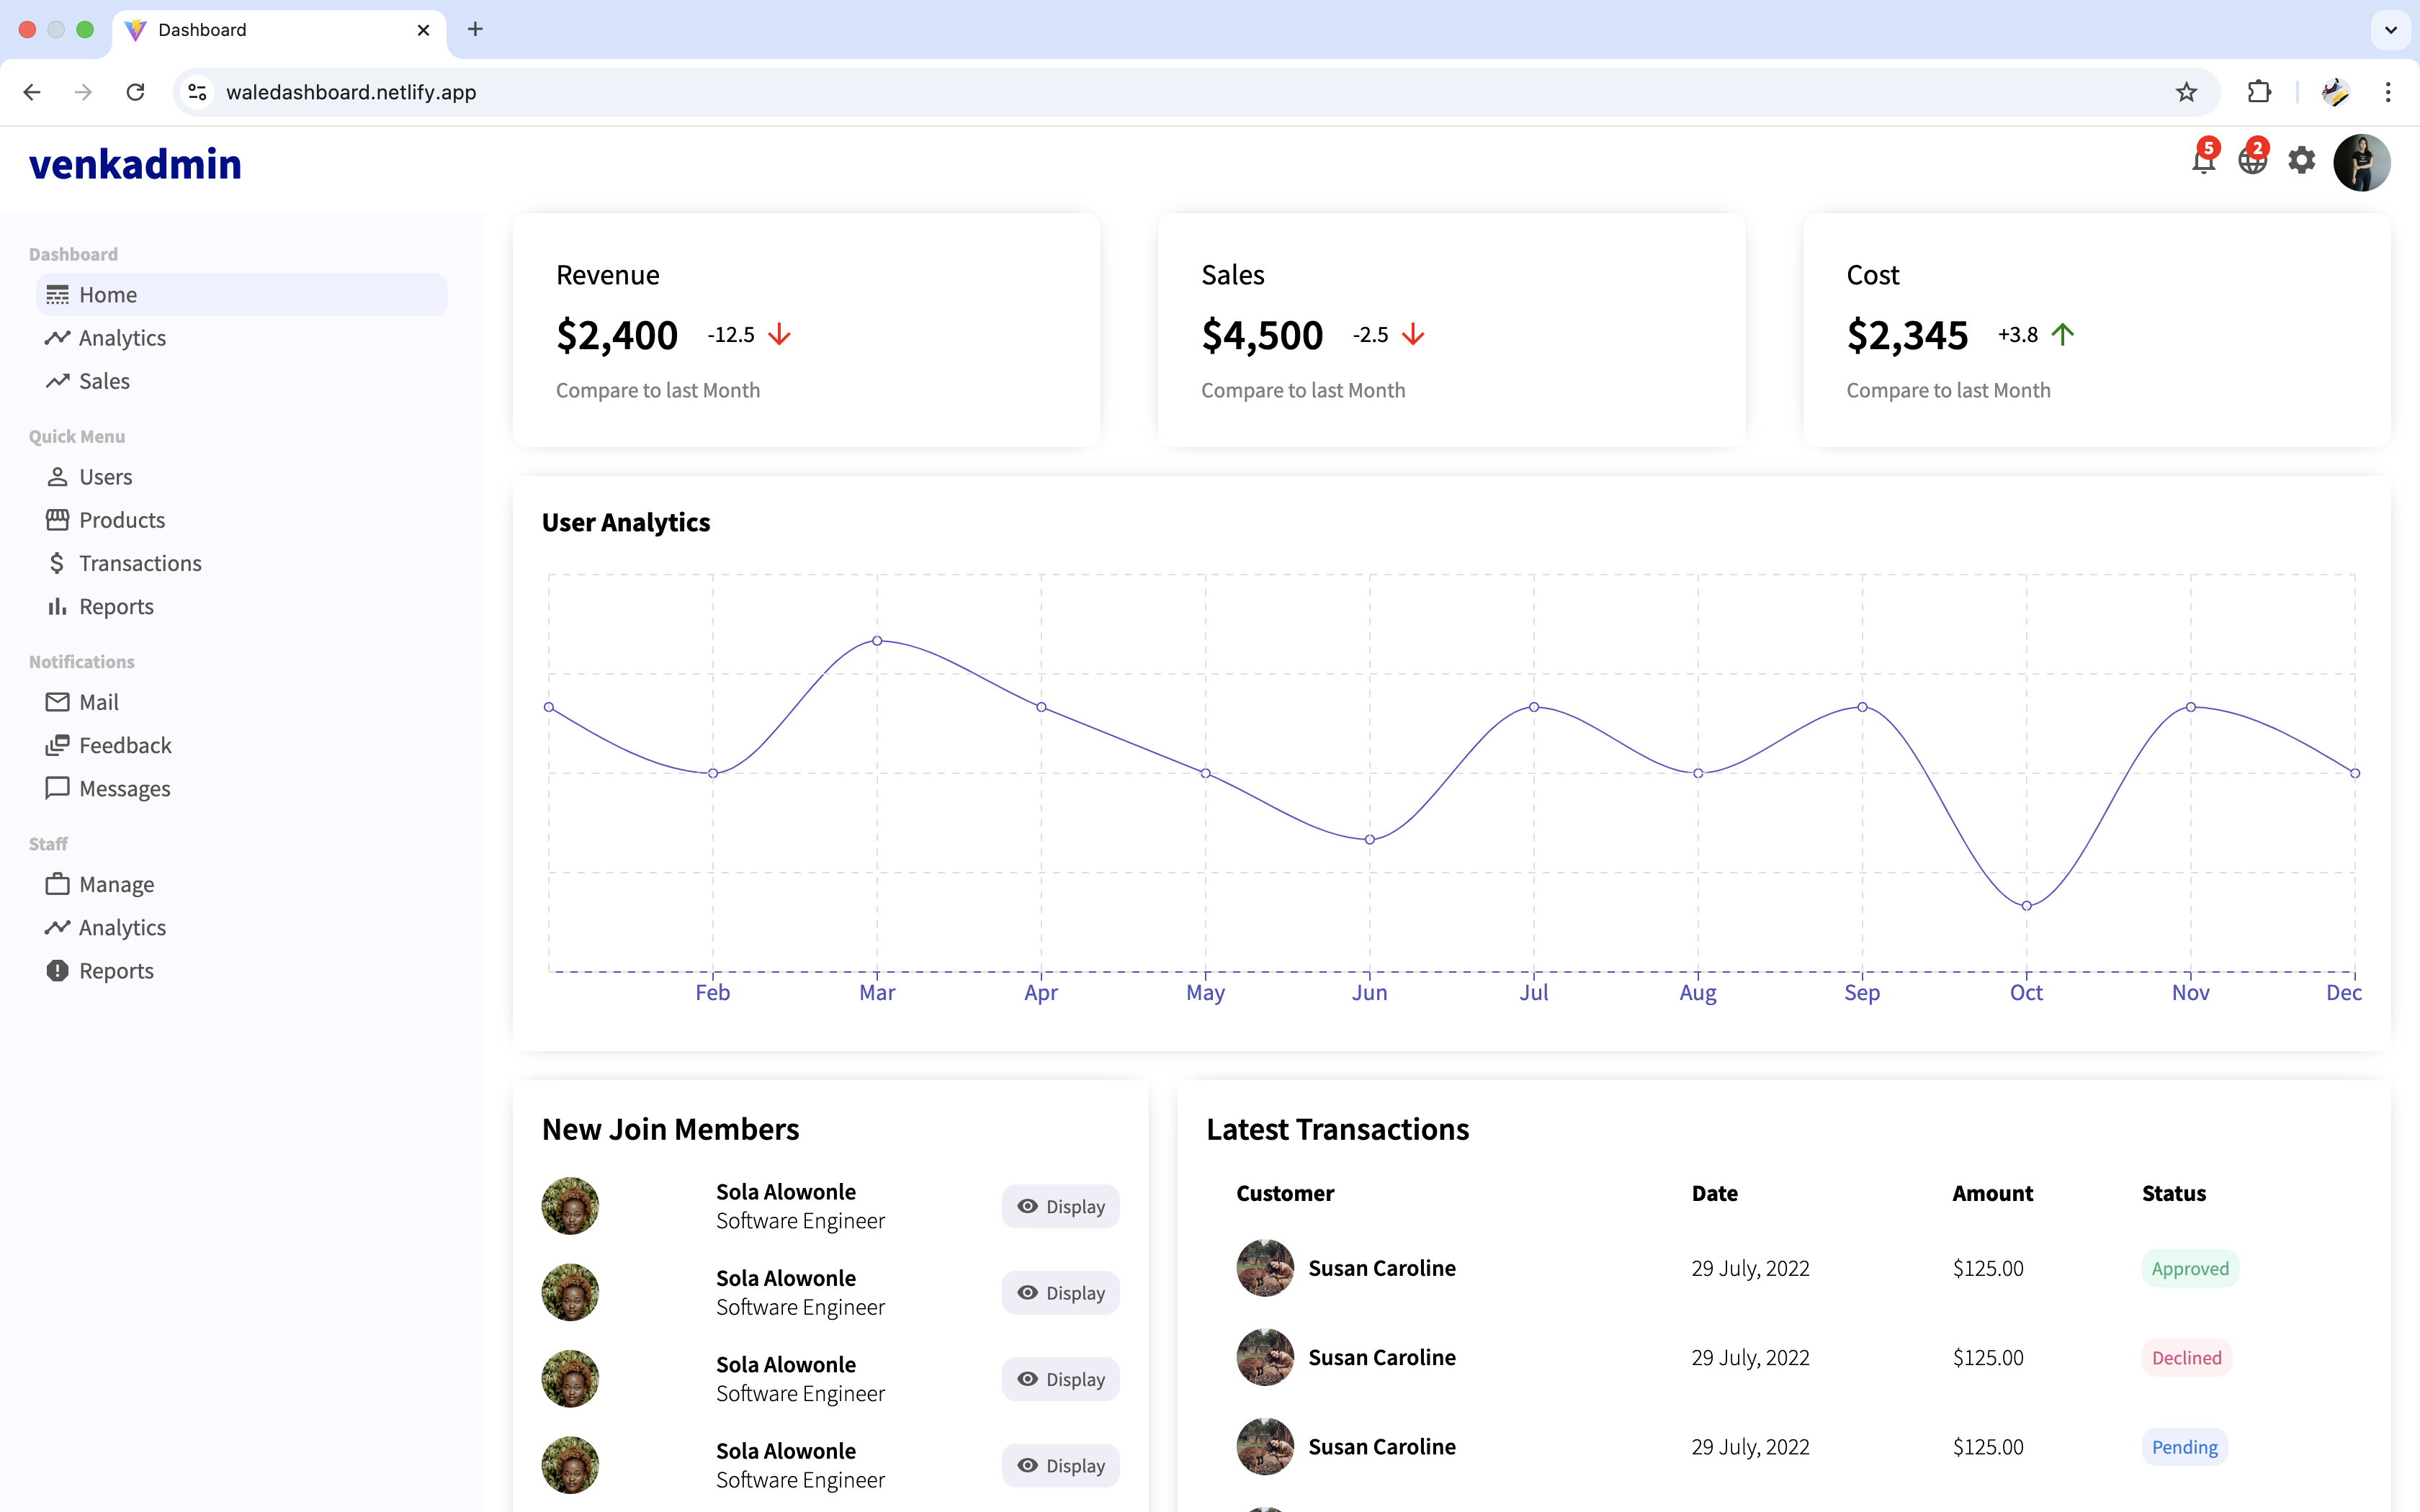 Dashboard
waledashboard.netlify.app
venkadmin
5
2
Dashboard
Home
Analytics
Sales
Quick Menu
Users
Products
Transactions
Reports
Notifications
Mail
Feedback
Messages
Staff
Manage
Analytics
Reports
Revenue
$2,400 -12.5
Compare to last Month
Sales
$4,500 -2.5
Compare to last Month
Cost
$2,345 +3.8
Compare to last Month
User Analytics
Feb Mar Apr May Jun Jul Aug Sep Oct Nov Dec
New Join Members
Sola Alowonle
Software Engineer
Display
Sola Alowonle
Software Engineer
Display
Sola Alowonle
Software Engineer
Display
Sola Alowonle
Software Engineer
Display
Latest Transactions
Customer Date Amount Status
Susan Caroline 29 July, 2022 $125.00 Approved
Susan Caroline 29 July, 2022 $125.00 Declined
Susan Caroline 29 July, 2022 $125.00 Pending